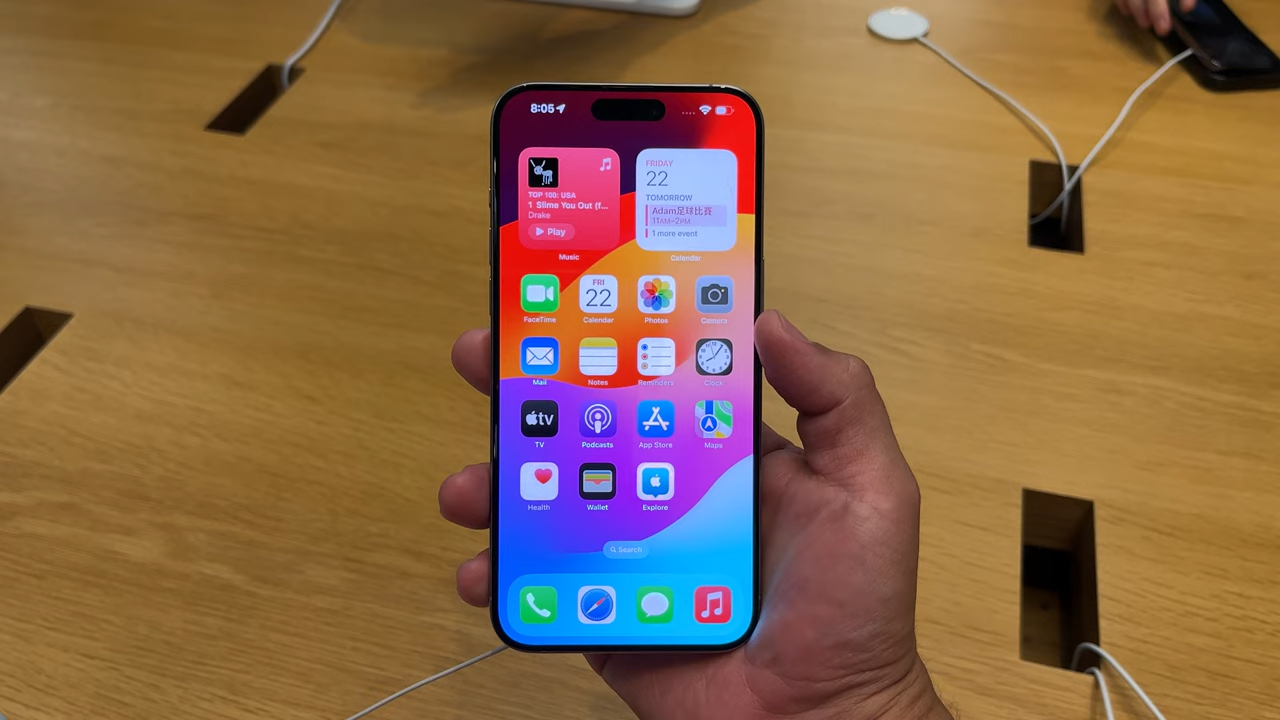 8:05
TOP 100: USA
1 Slime You Out (f...
Drake
Play
Music
FRIDAY
22
TOMORROW
Adam足球比賽
11AM–2PM
1 more event
Calendar
FaceTime
FRI
22
Calendar
Photos
Camera
Mail
Notes
Reminders
Clock
tv
TV
Podcasts
App Store
Maps
Health
Wallet
Explore
Search